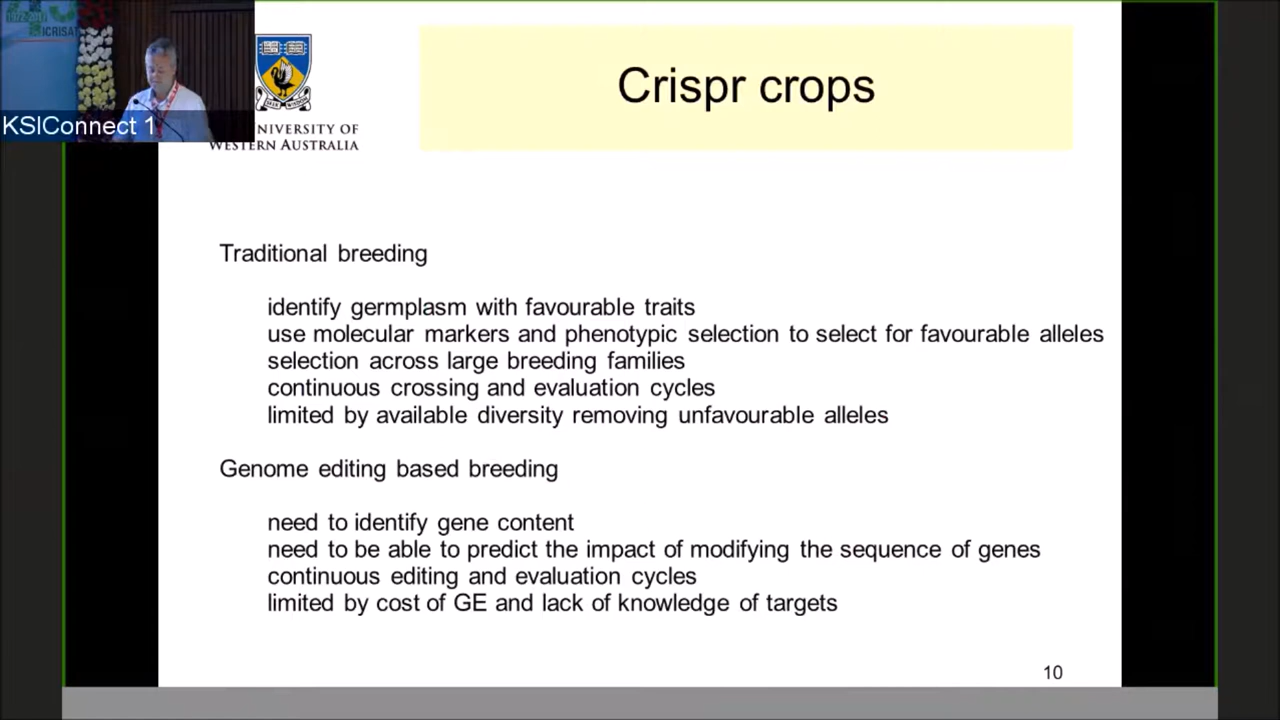 ICRISAT
KSIConnect 1
UNIVERSITY OF
WESTERN AUSTRALIA
Crispr crops
Traditional breeding
identify germplasm with favourable traits
use molecular markers and phenotypic selection to select for favourable alleles
selection across large breeding families
continuous crossing and evaluation cycles
limited by available diversity removing unfavourable alleles
Genome editing based breeding
need to identify gene content
need to be able to predict the impact of modifying the sequence of genes
continuous editing and evaluation cycles
limited by cost of GE and lack of knowledge of targets
10